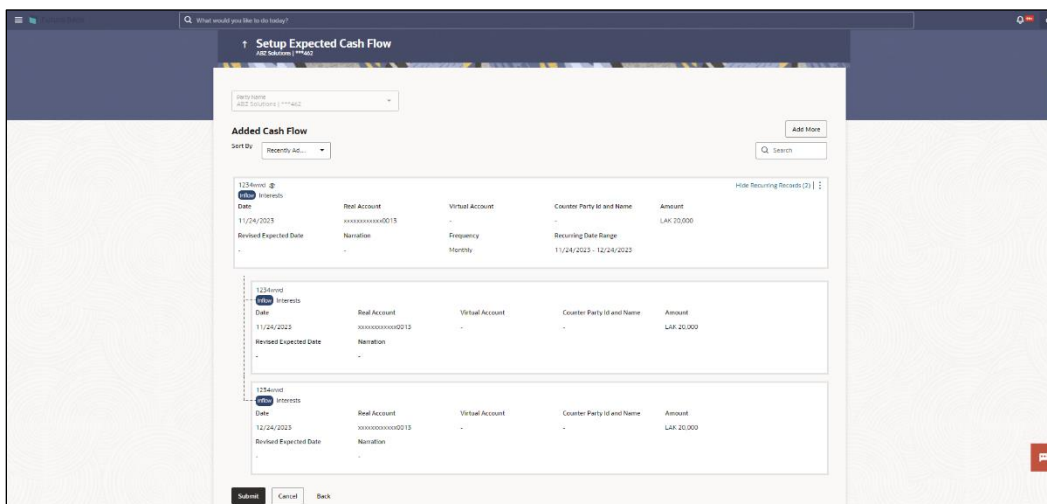 What would you like to do today?
Setup Expected Cash Flow
ABZ Solutions | ***462
Party Name
ABZ Solutions | ***462
Added Cash Flow
Add More
Sort By
Recently Ad...
Search
Hide Recurring Records (2)
Inflow Interests
Date Real Account Virtual Account Counter Party Id and Name Amount
11/24/2023 xxxxxxxxxxxx0013 - - LAK 20,000
Revised Expected Date Narration Frequency Recurring Date Range
- - Monthly 11/24/2023 - 12/24/2023
Inflow Interests
Date Real Account Virtual Account Counter Party Id and Name Amount
11/24/2023 xxxxxxxxxxxx0013 - - LAK 20,000
Revised Expected Date Narration
- -
Inflow Interests
Date Real Account Virtual Account Counter Party Id and Name Amount
12/24/2023 xxxxxxxxxxxx0013 - - LAK 20,000
Revised Expected Date Narration
- -
Submit Cancel Back